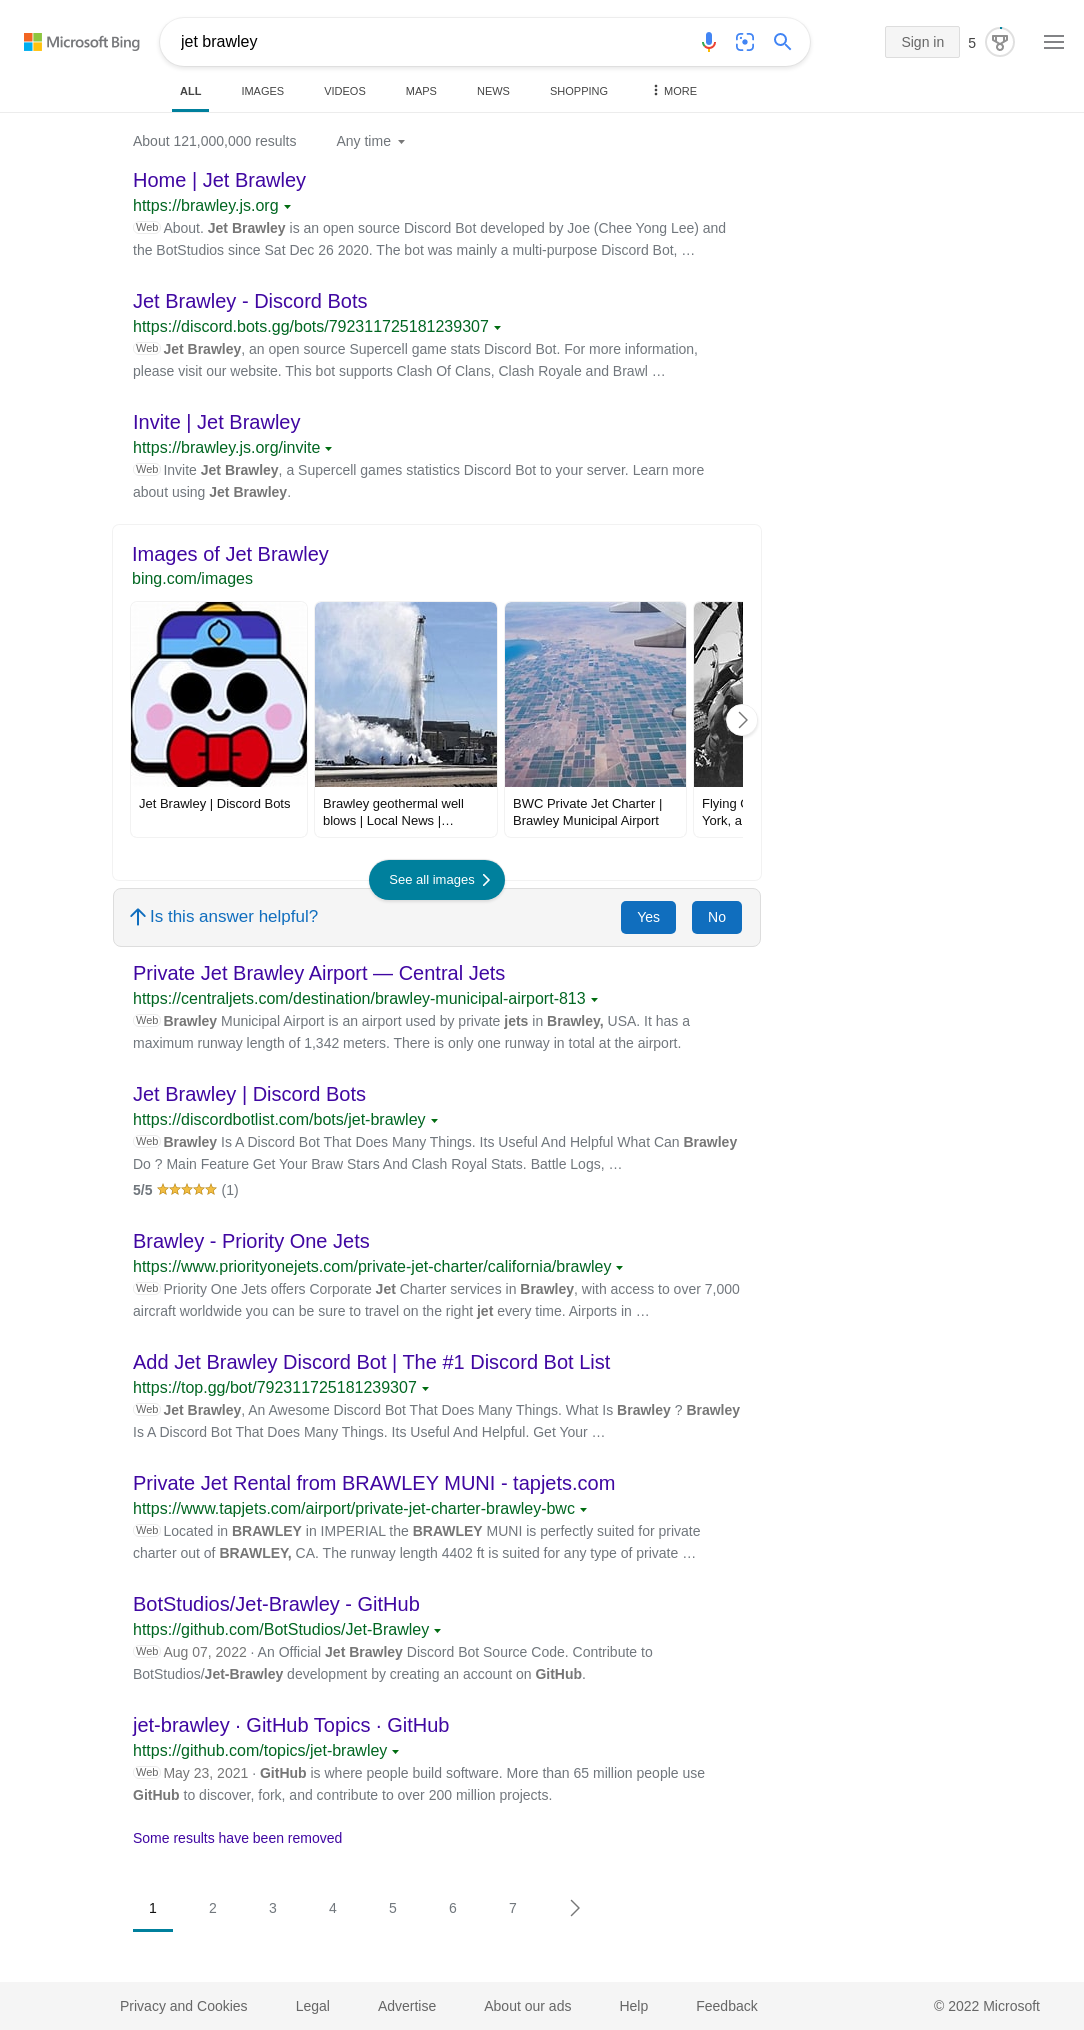 Microsoft Bing
jet brawley
Sign in
5
ALL
IMAGES
VIDEOS
MAPS
NEWS
SHOPPING
MORE
About 121,000,000 results
Any time
Home | Jet Brawley
https://brawley.js.org
Web About. Jet Brawley is an open source Discord Bot developed by Joe (Chee Yong Lee) and
the BotStudios since Sat Dec 26 2020. The bot was mainly a multi-purpose Discord Bot, …
Jet Brawley - Discord Bots
https://discord.bots.gg/bots/792311725181239307
Web Jet Brawley, an open source Supercell game stats Discord Bot. For more information,
please visit our website. This bot supports Clash Of Clans, Clash Royale and Brawl …
Invite | Jet Brawley
https://brawley.js.org/invite
Web Invite Jet Brawley, a Supercell games statistics Discord Bot to your server. Learn more
about using Jet Brawley.
Images of Jet Brawley
bing.com/images
Jet Brawley | Discord Bots
Brawley geothermal well
blows | Local News |…
BWC Private Jet Charter |
Brawley Municipal Airport
Flying
York, a
See all images
Is this answer helpful?
Yes
No
Private Jet Brawley Airport — Central Jets
https://centraljets.com/destination/brawley-municipal-airport-813
Web Brawley Municipal Airport is an airport used by private jets in Brawley, USA. It has a
maximum runway length of 1,342 meters. There is only one runway in total at the airport.
Jet Brawley | Discord Bots
https://discordbotlist.com/bots/jet-brawley
Web Brawley Is A Discord Bot That Does Many Things. Its Useful And Helpful What Can Brawley
Do ? Main Feature Get Your Braw Stars And Clash Royal Stats. Battle Logs, …
5/5 (1)
Brawley - Priority One Jets
https://www.priorityonejets.com/private-jet-charter/california/brawley
Web Priority One Jets offers Corporate Jet Charter services in Brawley, with access to over 7,000
aircraft worldwide you can be sure to travel on the right jet every time. Airports in …
Add Jet Brawley Discord Bot | The #1 Discord Bot List
https://top.gg/bot/792311725181239307
Web Jet Brawley, An Awesome Discord Bot That Does Many Things. What Is Brawley ? Brawley
Is A Discord Bot That Does Many Things. Its Useful And Helpful. Get Your …
Private Jet Rental from BRAWLEY MUNI - tapjets.com
https://www.tapjets.com/airport/private-jet-charter-brawley-bwc
Web Located in BRAWLEY in IMPERIAL the BRAWLEY MUNI is perfectly suited for private
charter out of BRAWLEY, CA. The runway length 4402 ft is suited for any type of private …
BotStudios/Jet-Brawley - GitHub
https://github.com/BotStudios/Jet-Brawley
Web Aug 07, 2022 · An Official Jet Brawley Discord Bot Source Code. Contribute to
BotStudios/Jet-Brawley development by creating an account on GitHub.
jet-brawley · GitHub Topics · GitHub
https://github.com/topics/jet-brawley
Web May 23, 2021 · GitHub is where people build software. More than 65 million people use
GitHub to discover, fork, and contribute to over 200 million projects.
Some results have been removed
1 2 3 4 5 6 7
Privacy and Cookies
Legal
Advertise
About our ads
Help
Feedback
© 2022 Microsoft